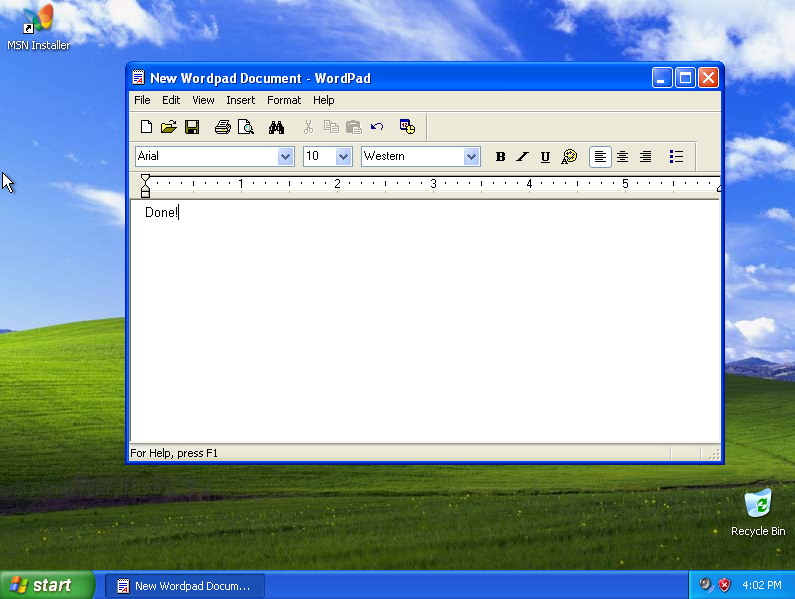 MSN Installer
New Wordpad Document - WordPad
File Edit View Insert Format Help
Arial 10 Western B U
1 2 3 4 5
Done!
For Help, press F1
Recycle Bin
start New Wordpad Docum... 4:02 PM